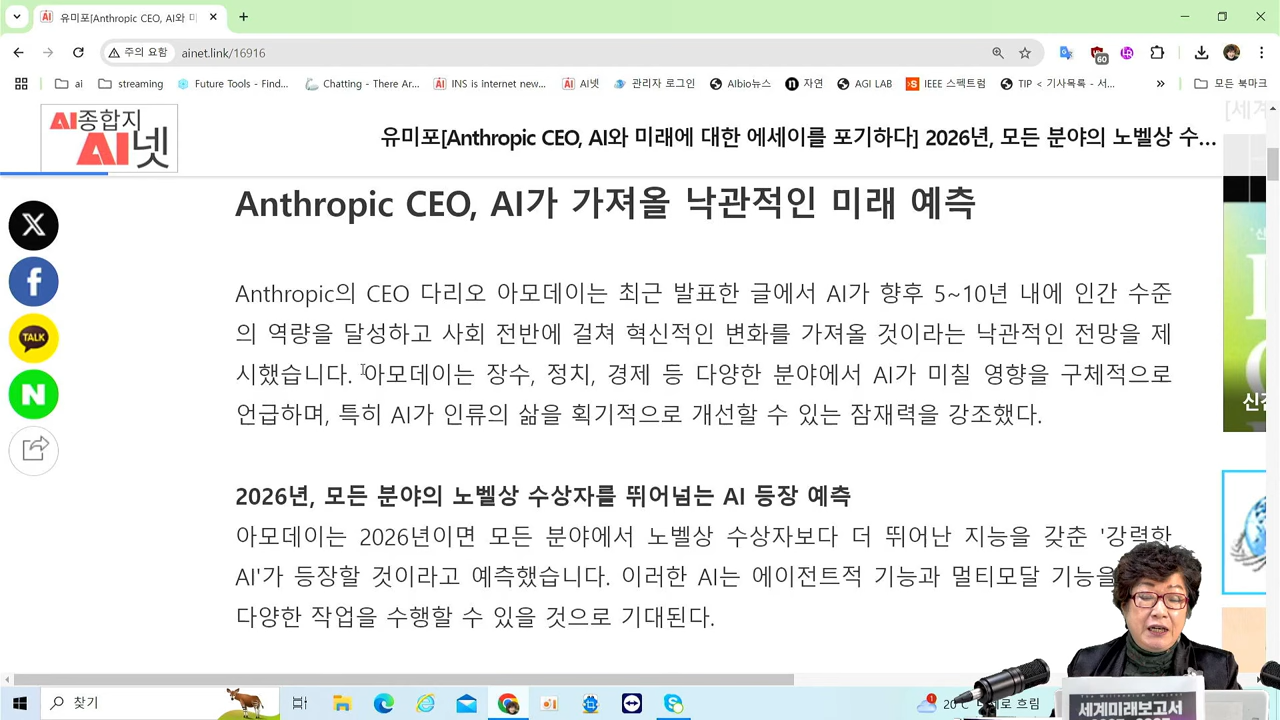 유미포[Anthropic CEO, AI와 미
주의 요함
ainet.link/16916
60
ai
streaming
Future Tools - Find...
Chatting - There Ar...
INS is internet new...
AI넷
관리자 로그인
AIbio뉴스
자연
AGI LAB
IEEE 스펙트럼
TIP < 기사목록 - 서...
모든 북마크
AI종합지
AI넷
유미포[Anthropic CEO, AI와 미래에 대한 에세이를 포기하다] 2026년, 모든 분야의 노벨상 수...
Anthropic CEO, AI가 가져올 낙관적인 미래 예측
Anthropic의 CEO 다리오 아모데이는 최근 발표한 글에서 AI가 향후 5~10년 내에 인간 수준
의 역량을 달성하고 사회 전반에 걸쳐 혁신적인 변화를 가져올 것이라는 낙관적인 전망을 제
시했습니다. 아모데이는 장수, 정치, 경제 등 다양한 분야에서 AI가 미칠 영향을 구체적으로
언급하며, 특히 AI가 인류의 삶을 획기적으로 개선할 수 있는 잠재력을 강조했다.
TALK
N
2026년, 모든 분야의 노벨상 수상자를 뛰어넘는 AI 등장 예측
아모데이는 2026년이면 모든 분야에서 노벨상 수상자보다 더 뛰어난 지능을 갖춘 '강력한
AI'가 등장할 것이라고 예측했습니다. 이러한 AI는 에이전트적 기능과 멀티모달 기능을
다양한 작업을 수행할 수 있을 것으로 기대된다.
찾기
1
20°C
흐림
The Millennium Project
세계미래보고서